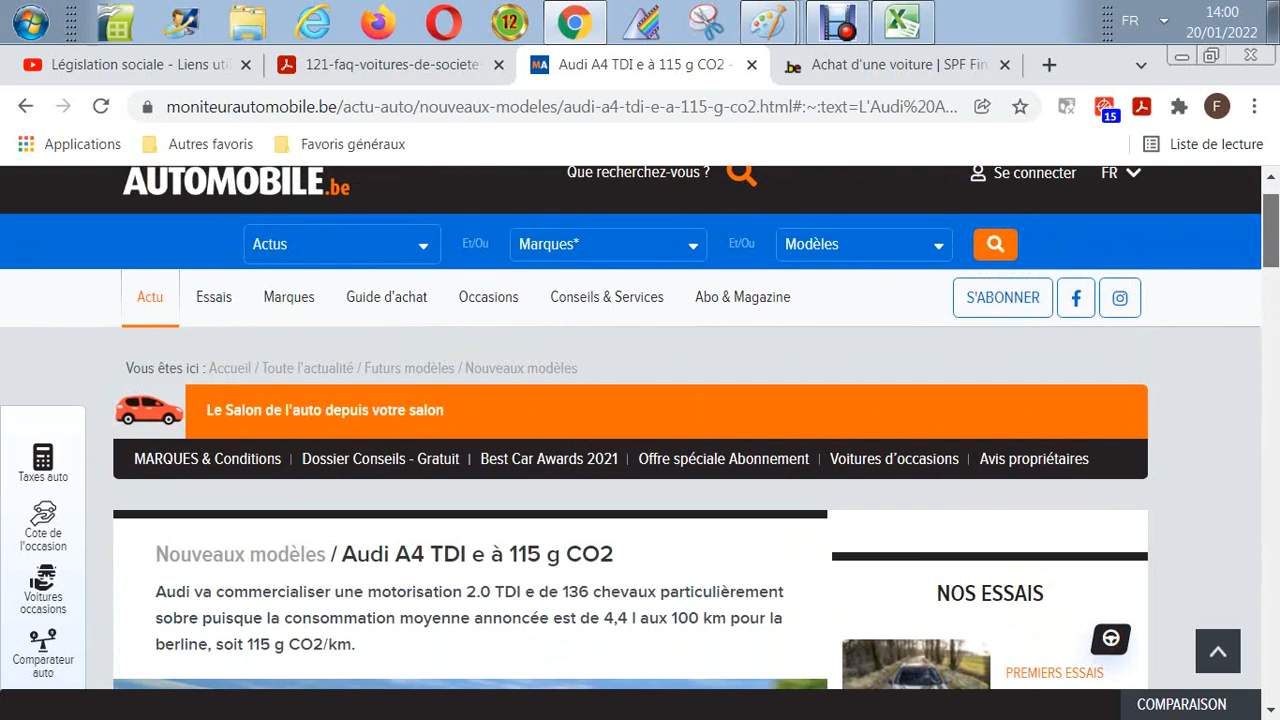 12
FR
14:00
20/01/2022
Législation sociale - Liens uti
121-faq-voitures-de-societe-
MA
Audi A4 TDI e à 115 g CO2 -
.be
Achat d'une voiture | SPF Fin
moniteurautomobile.be/actu-auto/nouveaux-modeles/audi-a4-tdi-e-a-115-g-co2.html#:~:text=L'Audi%20A...
15
F
Applications
Autres favoris
Favoris généraux
Liste de lecture
AUTOMOBILE.be
Que recherchez-vous ?
Se connecter
FR
Actus
Et/Ou
Marques*
Et/Ou
Modèles
Actu
Essais
Marques
Guide d'achat
Occasions
Conseils & Services
Abo & Magazine
S'ABONNER
Vous êtes ici : Accueil / Toute l'actualité / Futurs modèles / Nouveaux modèles
Le Salon de l'auto depuis votre salon
MARQUES & Conditions | Dossier Conseils - Gratuit | Best Car Awards 2021 | Offre spéciale Abonnement | Voitures d'occasions | Avis propriétaires
Taxes auto
Cote de
l'occasion
Voitures
occasions
Comparateur
auto
Nouveaux modèles / Audi A4 TDI e à 115 g CO2
Audi va commercialiser une motorisation 2.0 TDI e de 136 chevaux particulièrement
sobre puisque la consommation moyenne annoncée est de 4,4 l aux 100 km pour la
berline, soit 115 g CO2/km.
NOS ESSAIS
PREMIERS ESSAIS
COMPARAISON